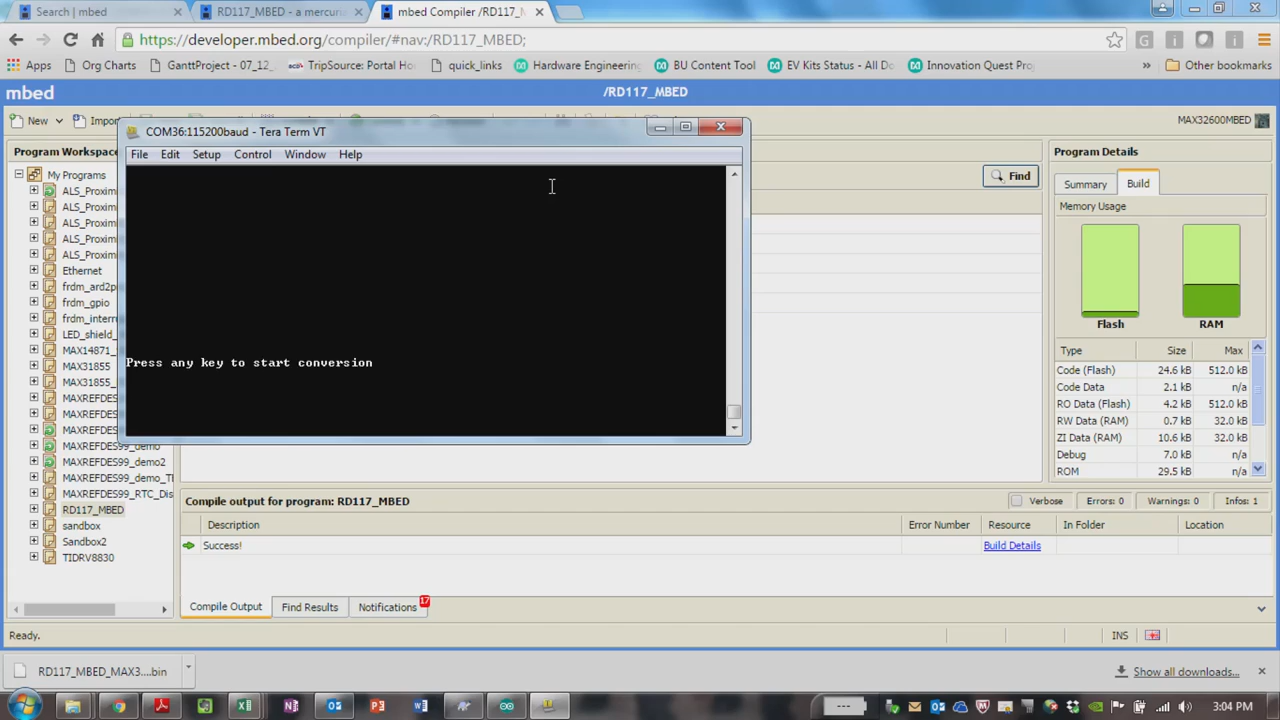 Search | mbed
RD117_MBED - a mercuri
mbed Compiler /RD117_M
https://developer.mbed.org/compiler/#nav:/RD117_MBED;
Apps
Org Charts
GanttProject - 07_12_
TripSource: Portal Ho
quick_links
Hardware Engineering
BU Content Tool
EV Kits Status - All Do
Innovation Quest Pro
Other bookmarks
mbed
/RD117_MBED
New
Import
MAX32600MBED
COM36:115200baud - Tera Term VT
File Edit Setup Control Window Help
Press any key to start conversion
Program Workspace
My Programs
ALS_Proxim
ALS_Proxim
ALS_Proxim
ALS_Proxim
ALS_Proxim
Ethernet
frdm_ard2p
frdm_gpio
frdm_interru
LED_shield_
MAX14871_
MAX31855
MAX31855_
MAXREFDES
MAXREFDES
MAXREFDES
MAXREFDES99_demo
MAXREFDES99_demo2
MAXREFDES99_demo_Tl
MAXREFDES99_RTC_Dis
RD117_MBED
sandbox
Sandbox2
TIDRV8830
Find
Program Details
Summary
Build
Memory Usage
Flash
RAM
Type Size Max
Code (Flash) 24.6 kB 512.0 kB
Code Data 2.1 kB n/a
RO Data (Flash) 4.2 kB 512.0 kB
RW Data (RAM) 0.7 kB 32.0 kB
ZI Data (RAM) 10.6 kB 32.0 kB
Debug 7.0 kB n/a
ROM 29.5 kB n/a
Compile output for program: RD117_MBED
Verbose
Errors: 0
Warnings: 0
Infos: 1
Description
Error Number
Resource
In Folder
Location
Success!
Build Details
Compile Output
Find Results
Notifications
17
Ready.
INS
RD117_MBED_MAX3....bin
Show all downloads...
3:04 PM